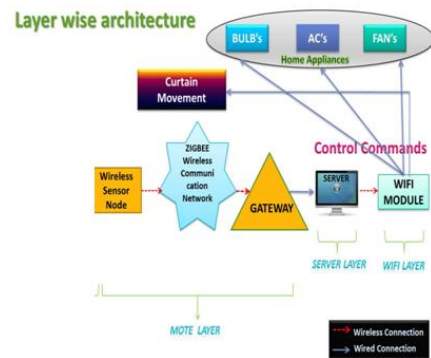 Layer wise architecture
BULB's
AC's
FAN's
Home Appliances
Curtain
Movement
Control Commands
Wireless
Sensor
Node
ZIGBEE
Wireless
Communi
cation
Network
GATEWAY
SERVER
WIFI
MODULE
SERVER LAYER
WIFI LAYER
MOTE LAYER
Wireless Connection
Wired Connection